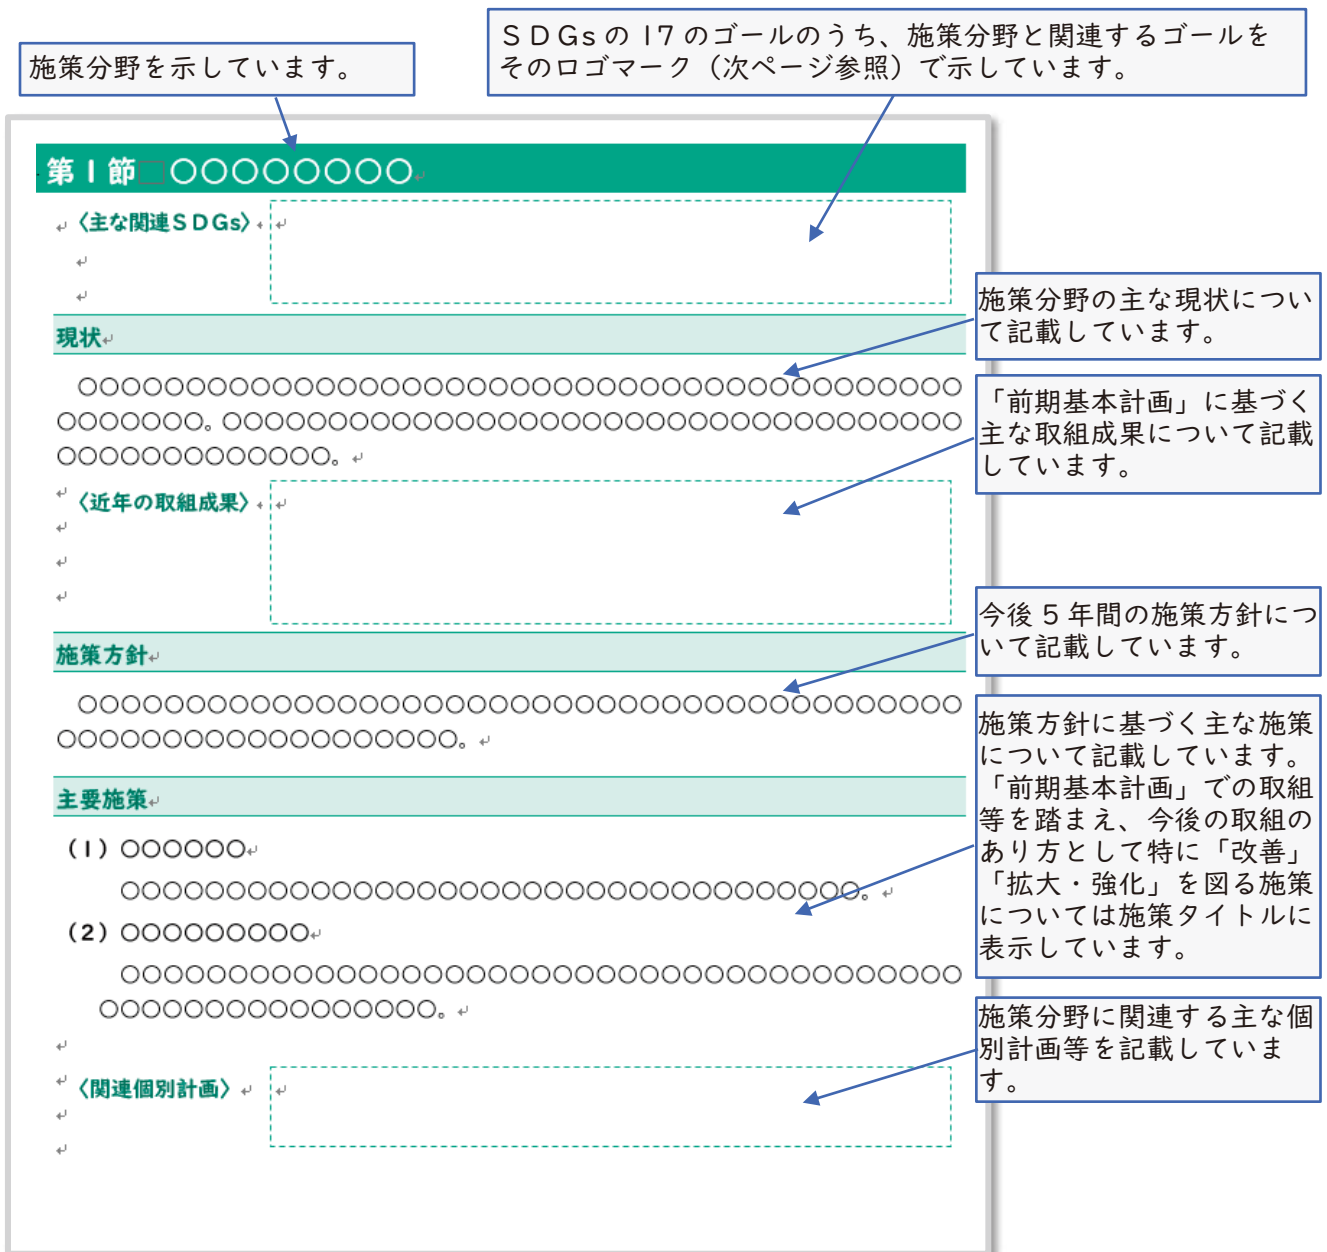 施策分野を示しています。
ＳＤＧｓの17のゴールのうち、施策分野と関連するゴールを
そのロゴマーク（次ページ参照）で示しています。
第１節□○○○○○○○○
〈主な関連ＳＤＧｓ〉
施策分野の主な現状につい
て記載しています。
現状
○○○○○○○○○○○○○○○○○○○○○○○○○○○○○○○○○○○○○○○○○
○○○○○○○。○○○○○○○○○○○○○○○○○○○○○○○○○○○○○○○○○○
○○○○○○○○○○○○○。
「前期基本計画」に基づく
主な取組成果について記載
しています。
〈近年の取組成果〉
今後５年間の施策方針につ
いて記載しています。
施策方針
○○○○○○○○○○○○○○○○○○○○○○○○○○○○○○○○○○○○○○○○○
○○○○○○○○○○○○○○○○○○○。
施策方針に基づく主な施策
について記載しています。
「前期基本計画」での取組
等を踏まえ、今後の取組の
あり方として特に「改善」
「拡大・強化」を図る施策
については施策タイトルに
表示しています。
主要施策
（１）○○○○○○
○○○○○○○○○○○○○○○○○○○○○○○○○○○○○○○○○○。
（２）○○○○○○○○○
○○○○○○○○○○○○○○○○○○○○○○○○○○○○○○○○○○○○○○○
○○○○○○○○○○○○○○○○。
施策分野に関連する主な個
別計画等を記載していま
す。
〈関連個別計画〉